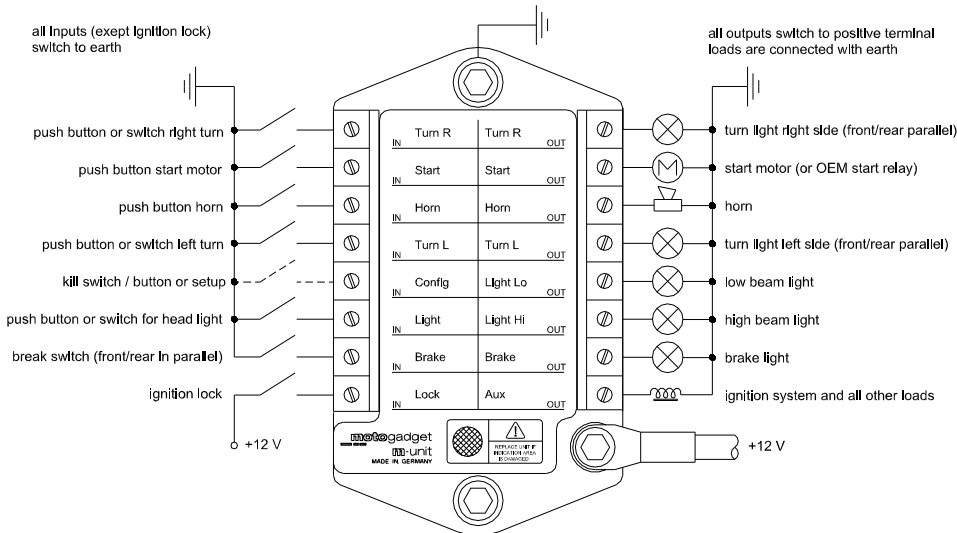 all inputs (exept ignition lock)
switch to earth
all outputs switch to positive terminal
loads are connected with earth
push button or switch right turn
IN Turn R Turn R OUT
turn light right side (front/rear parallel)
push button start motor
IN Start Start OUT
M
start motor (or OEM start relay)
push button horn
IN Horn Horn OUT
horn
push button or switch left turn
IN Turn L Turn L OUT
turn light left side (front/rear parallel)
kill switch / button or setup
IN Config Light Lo OUT
low beam light
push button or switch for head light
IN Light Light Hi OUT
high beam light
break switch (front/rear in parallel)
IN Brake Brake OUT
brake light
ignition lock
IN Lock Aux OUT
ignition system and all other loads
+12 V
motogadget
m-unit
MADE IN GERMANY
REPLACE UNIT IF
INDICATION AREA
IS DAMAGED
+12 V